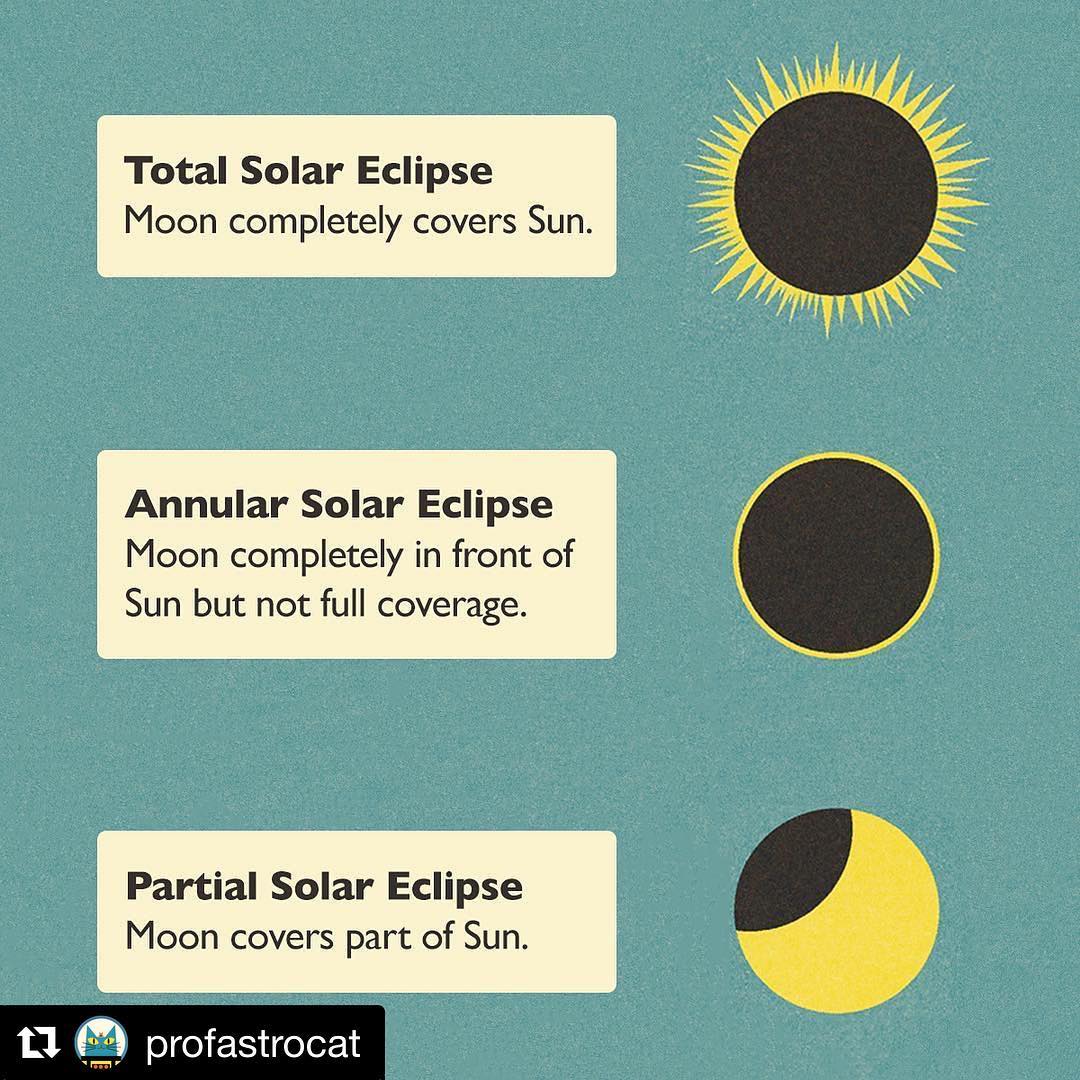 Total Solar Eclipse
Moon completely covers Sun.
Annular Solar Eclipse
Moon completely in front of
Sun but not full coverage.
Partial Solar Eclipse
Moon covers part of Sun.
profastrocat